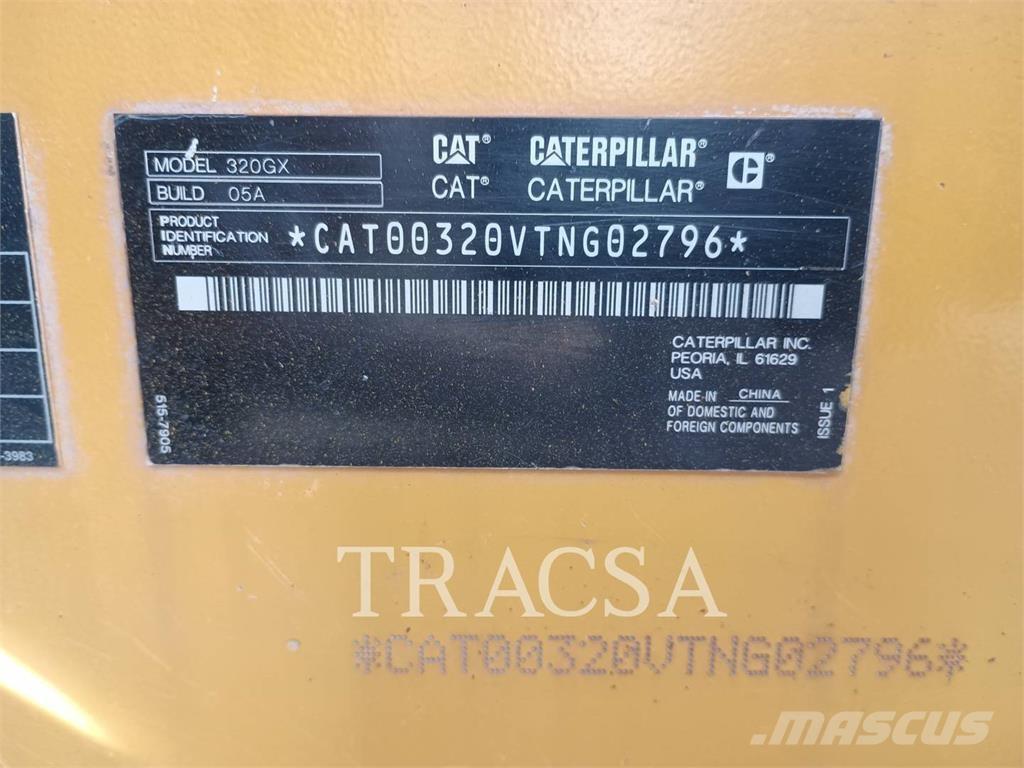 MODEL 320GX
BUILD 05A
CAT® CATERPILLAR® C®
CAT® CATERPILLAR®
PRODUCT
IDENTIFICATION
NUMBER
*CAT00320VTNG02796*
CATERPILLAR INC.
PEORIA, IL 61629
USA
MADE IN CHINA
OF DOMESTIC AND
FOREIGN COMPONENTS
ISSUE 1
515-7905
-3983
TRACSA
*CAT00320VTNG02796*
MASCUS